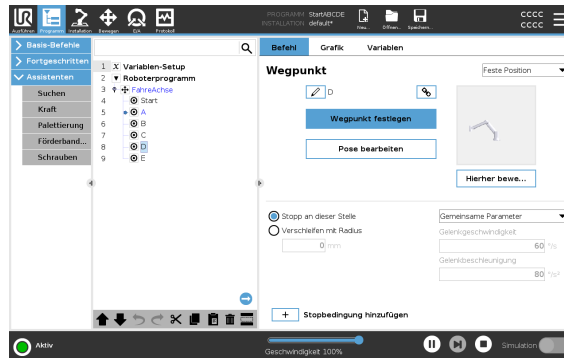 UR
PROGRAMM StartABCDE
INSTALLATION default*
CCCC
CCCC
Ausführen Programm Installation Bewegen E/A Protokoll Neu... Öffnen... Speichern...
Basis-Befehle
Fortgeschritten
Assistenten
Suchen
Kraft
Palettierung
Förderband...
Schrauben
1 X Variablen-Setup
2 Roboterprogramm
3 FahreAchse
4 Start
5 A
6 B
7 C
8 D
9 E
Befehl Grafik Variablen
Wegpunkt
Feste Position
D
Wegpunkt festlegen
Pose bearbeiten
Hierher bewe...
Stopp an dieser Stelle
Verschleifen mit Radius
0 mm
Gemeinsame Parameter
Gelenkgeschwindigkeit
60 °/s
Gelenkbeschleunigung
80 °/s²
+ Stoppbedingung hinzufügen
Aktiv
Geschwindigkeit 100%
Simulation